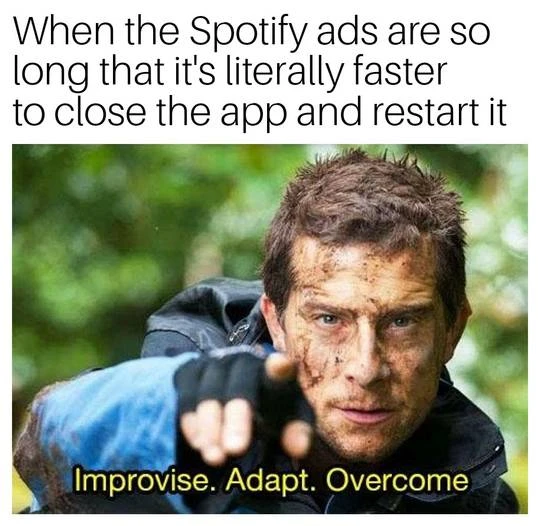 When the Spotify ads are so
long that it's literally faster
to close the app and restart it
Improvise. Adapt. Overcome